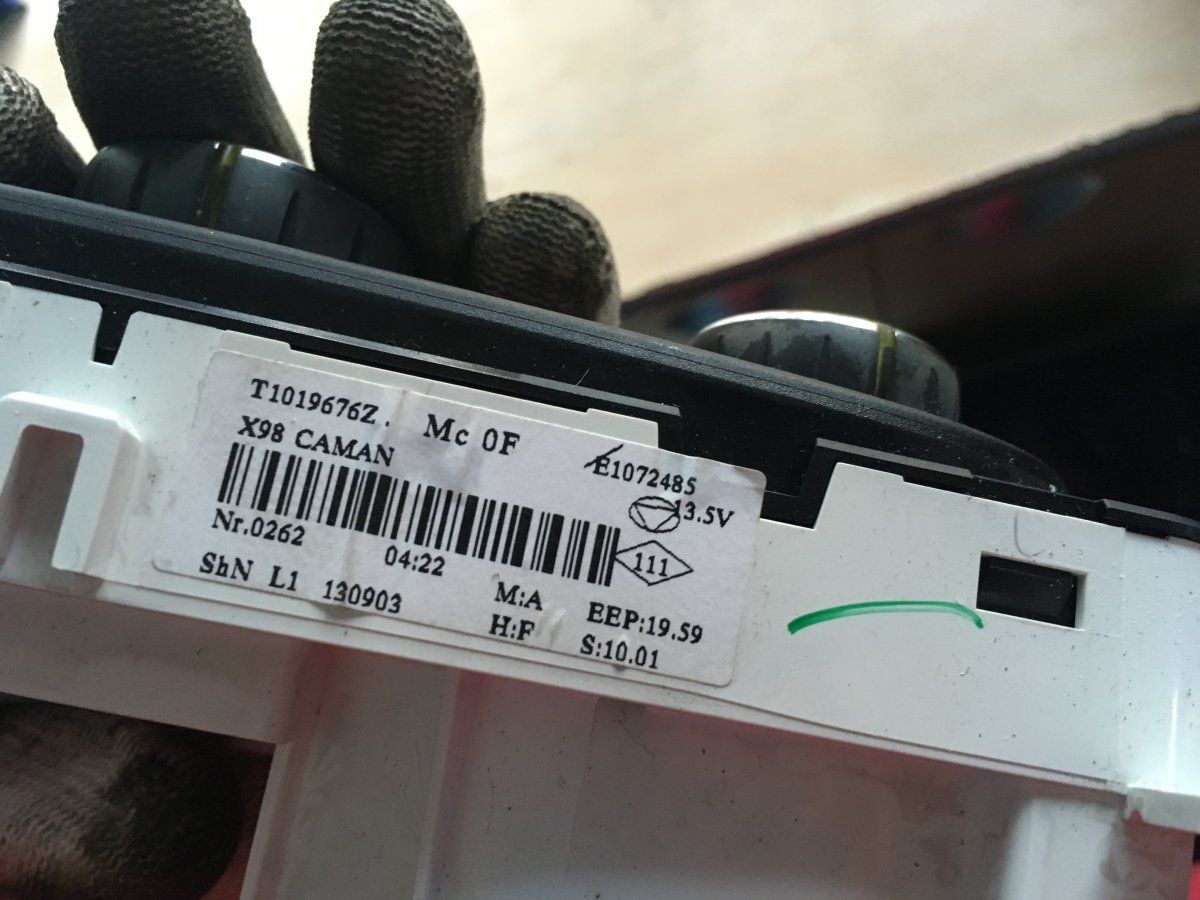 T1019676Z. Mc 0F
X98 CAMAN
E1072485
13.5V
111
Nr.0262
04:22
ShN L1 130903
M:A
EEP:19.59
H:F
S:10.01